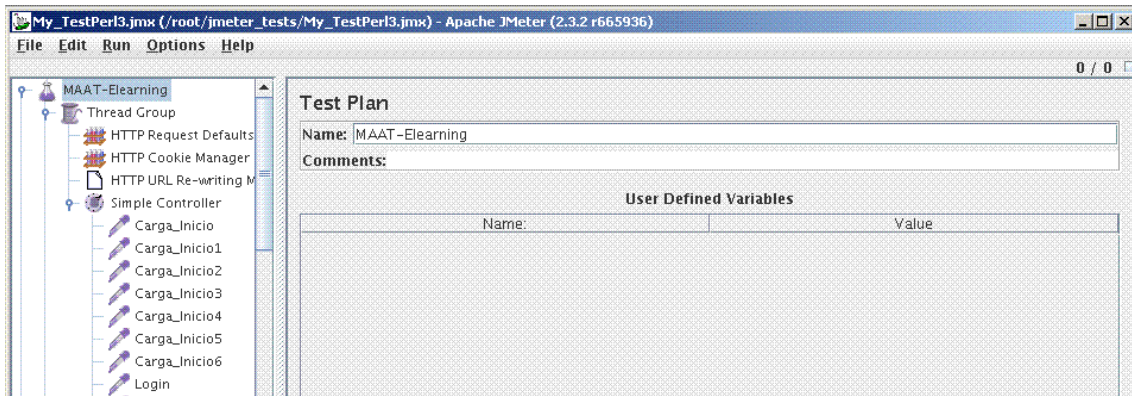 My_TestPerl3.jmx (/root/jmeter_tests/My_TestPerl3.jmx) - Apache JMeter (2.3.2 r665936)
File Edit Run Options Help
0 / 0
MAAT-Elearning
Thread Group
HTTP Request Defaults
HTTP Cookie Manager
HTTP URL Re-writing M
Simple Controller
Carga_Inicio
Carga_Inicio1
Carga_Inicio2
Carga_Inicio3
Carga_Inicio4
Carga_Inicio5
Carga_Inicio6
Login
Test Plan
Name: MAAT-Elearning
Comments:
User Defined Variables
Name: Value